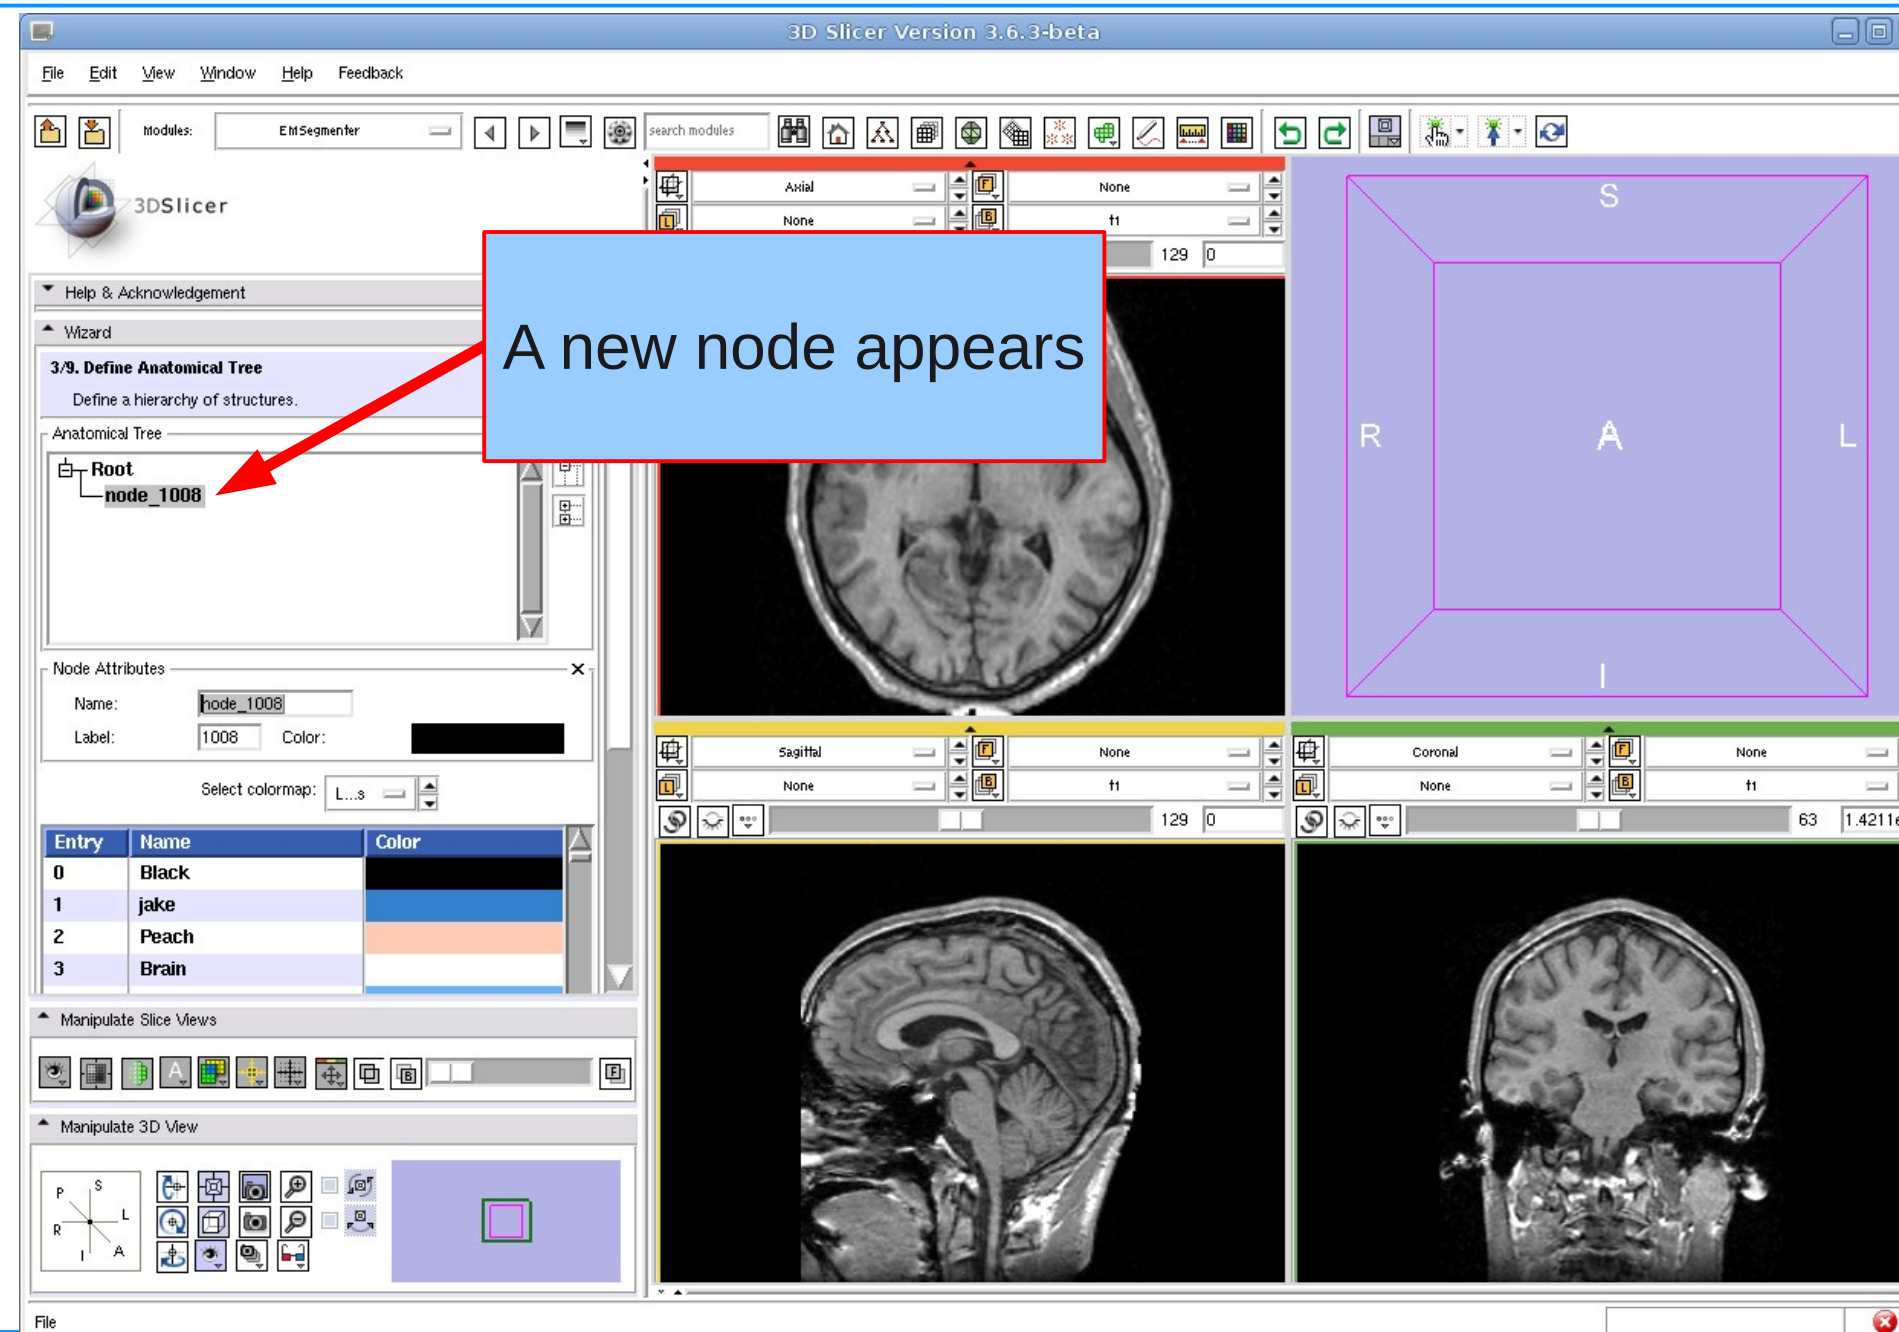 3D Slicer Version 3.6.3-beta
File Edit View Window Help Feedback
Modules: EMSegmenter search modules
3DSlicer
Help & Acknowledgement
Wizard
3/9. Define Anatomical Tree
Define a hierarchy of structures.
Anatomical Tree
Root
node_1008
A new node appears
Node Attributes
Name: node_1008
Label: 1008 Color:
Select colormap: L...s
Entry Name Color
0 Black
1 jake
2 Peach
3 Brain
Manipulate Slice Views
A B F
Manipulate 3D View
P S
R L
I A
Axial F None
L None B t1
129 0
S
R A L
I
Sagittal F None
L None B t1
129 0
Coronal F None
L None B t1
63 1.4211e
File